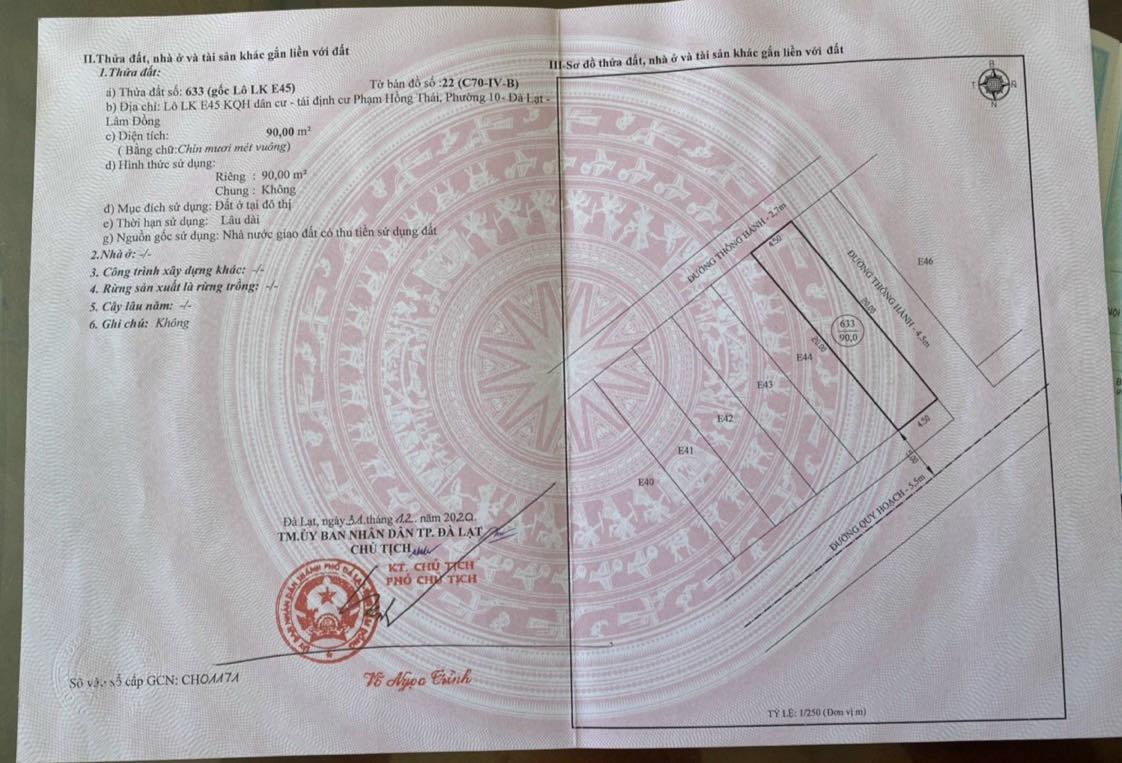 II.Thửa đất, nhà ở và tài sản khác gắn liền với đất
1.Thửa đất:
a) Thửa đất số: 633 (gốc Lô LK E45) Tờ bản đồ số :22 (C70-IV-B)
b) Địa chỉ: Lô LK E45 KQH dân cư - tái định cư Phạm Hồng Thái, Phường 10- Đà Lạt -
Lâm Đồng
c) Diện tích: 90,00 m²
( Bằng chữ:Chín mươi mét vuông)
d) Hình thức sử dụng:
Riêng : 90,00 m²
Chung : Không
đ) Mục đích sử dụng: Đất ở tại đô thị
e) Thời hạn sử dụng: Lâu dài
g) Nguồn gốc sử dụng: Nhà nước giao đất có thu tiền sử dụng đất
2.Nhà ở: -/-
3. Công trình xây dựng khác: -/-
4. Rừng sản xuất là rừng trồng: -/-
5. Cây lâu năm: -/-
6. Ghi chú: Không
Đà Lạt, ngày 31 tháng 12 năm 2020.
TM.ỦY BAN NHÂN DÂN TP. ĐÀ LẠT
CHỦ TỊCH
KT. CHỦ TỊCH
PHÓ CHỦ TỊCH
Võ Ngọc Trình
Số vào sổ cấp GCN: CH01171
III-Sơ đồ thửa đất, nhà ở và tài sản khác gắn liền với đất
B
T
Đ
N
ĐƯỜNG THÔNG HÀNH - 2,7m
4,50
ĐƯỜNG THÔNG HÀNH - 4,5m
E46
20,00
633
90,0
20,00
E44
E43
E42
E41
E40
4,50
ĐƯỜNG QUY HOẠCH - 5,5m
TỶ LỆ: 1/250 (Đơn vị m)